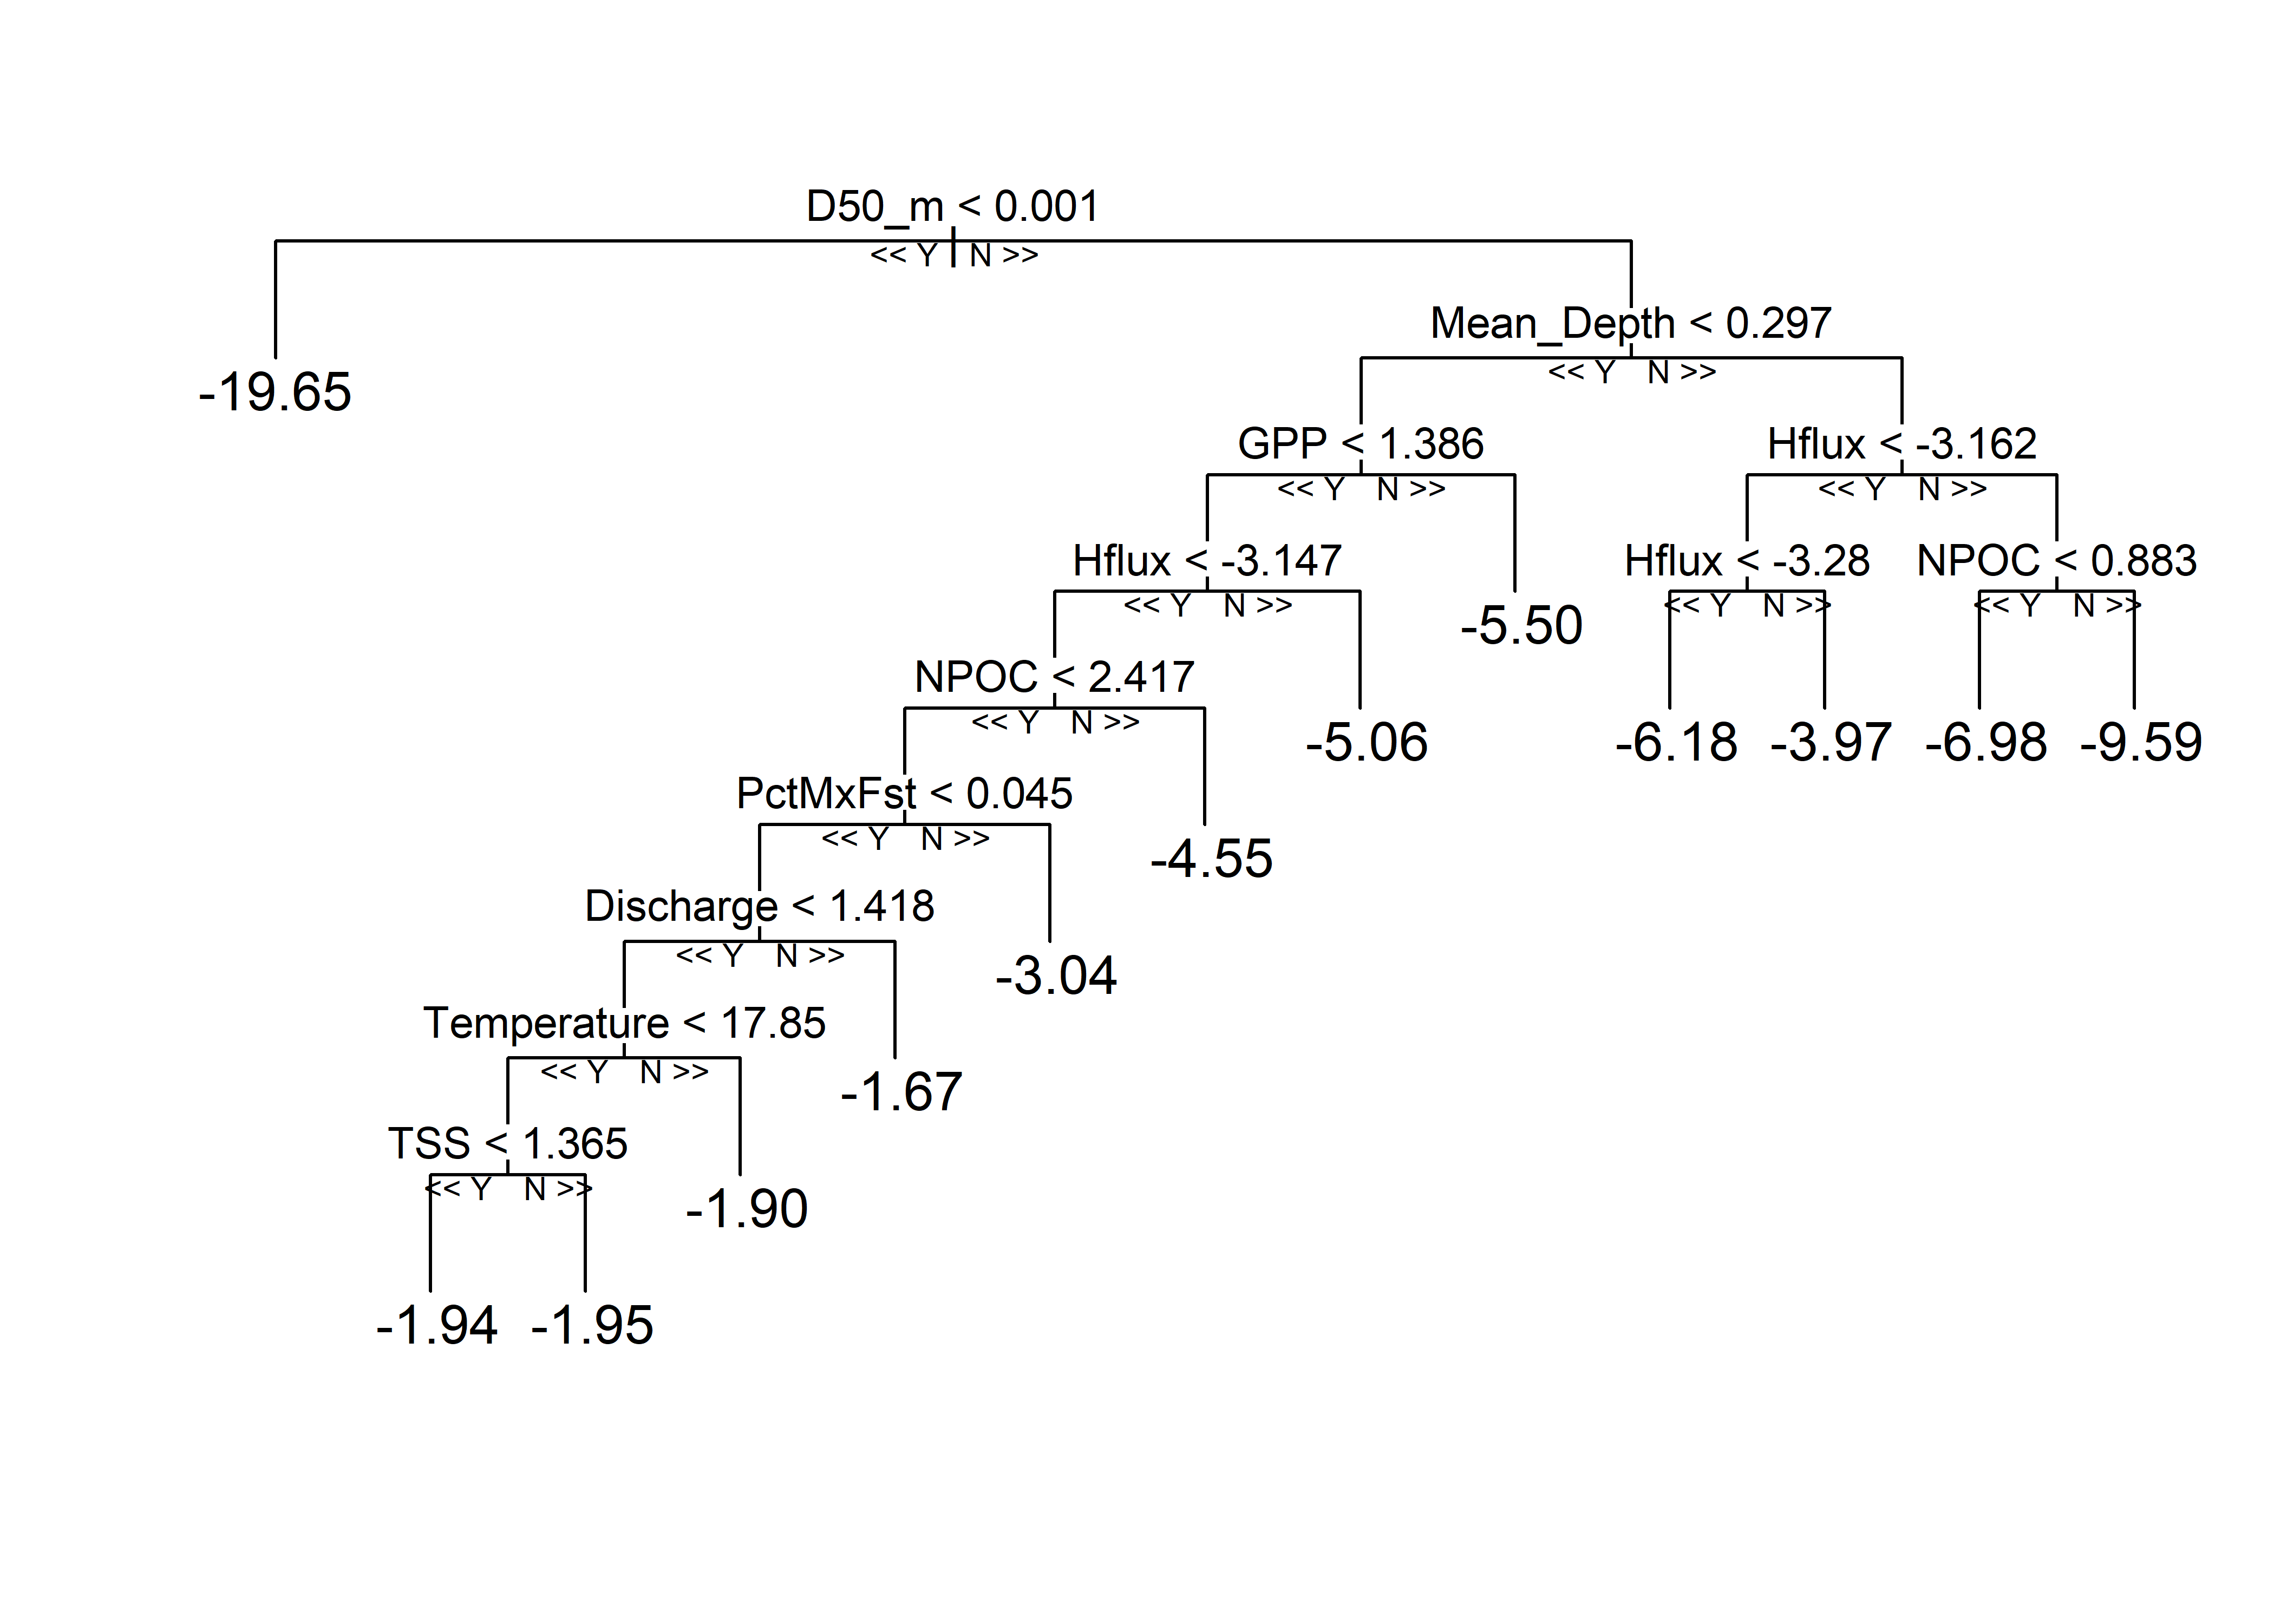 D50_m < 0.001
<< Y N >>
Mean_Depth < 0.297
<< Y N >>
-19.65
GPP < 1.386
Hflux < -3.162
<< Y N >>
<< Y N >>
Hflux < -3.147
Hflux < -3.28
NPOC < 0.883
<< Y N >>
<< Y N >>
<< Y N >>
-5.50
NPOC < 2.417
<< Y N >>
-5.06
-6.18
-3.97
-6.98
-9.59
PctMxFst < 0.045
<< Y N >>
-4.55
Discharge < 1.418
<< Y N >>
-3.04
Temperature < 17.85
<< Y N >>
-1.67
TSS < 1.365
<< Y N >>
-1.90
-1.94
-1.95